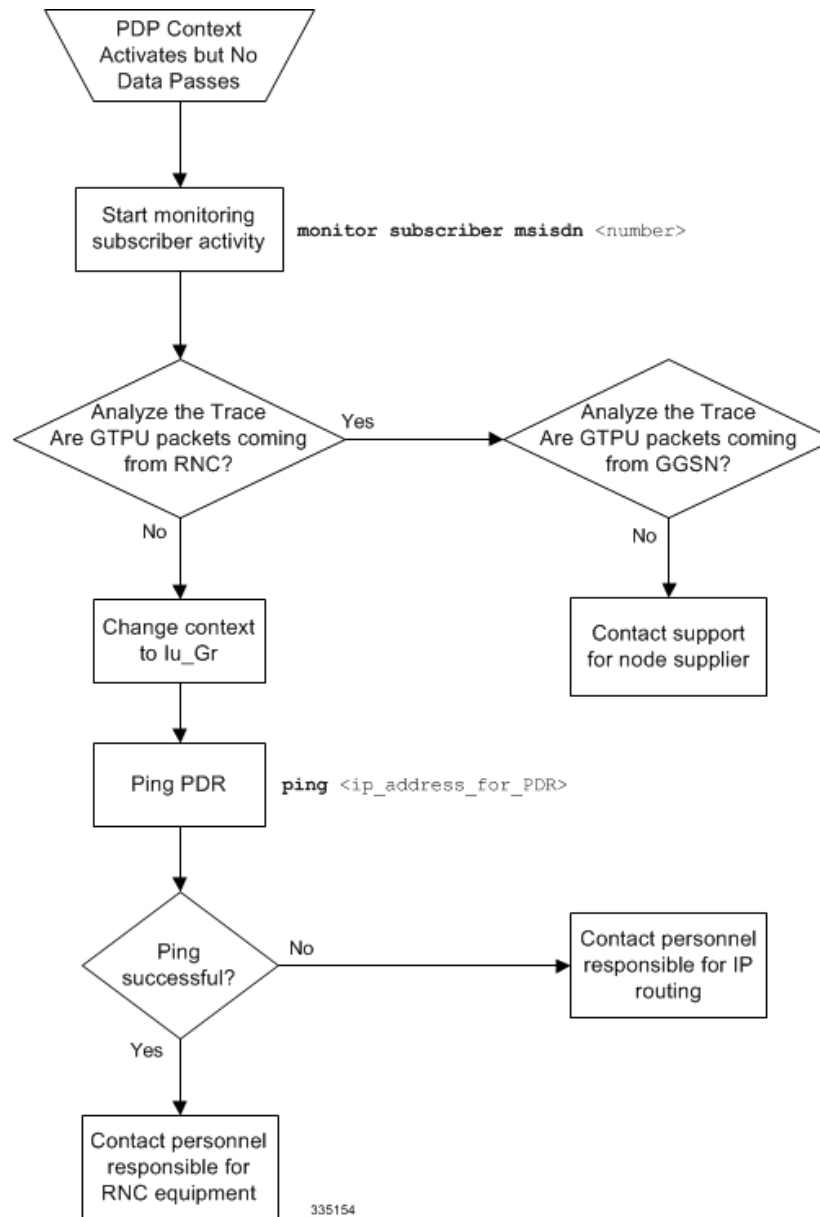 PDP Context
Activates but No
Data Passes
Start monitoring
subscriber activity
monitor subscriber msisdn <number>
Analyze the Trace
Are GTPU packets coming
from RNC?
Yes
Analyze the Trace
Are GTPU packets coming
from GGSN?
No
No
Change context
to Iu_Gr
Contact support
for node supplier
Ping PDR
ping <ip_address_for_PDR>
Ping
successful?
No
Contact personnel
responsible for IP
routing
Yes
Contact personnel
responsible for
RNC equipment
335154